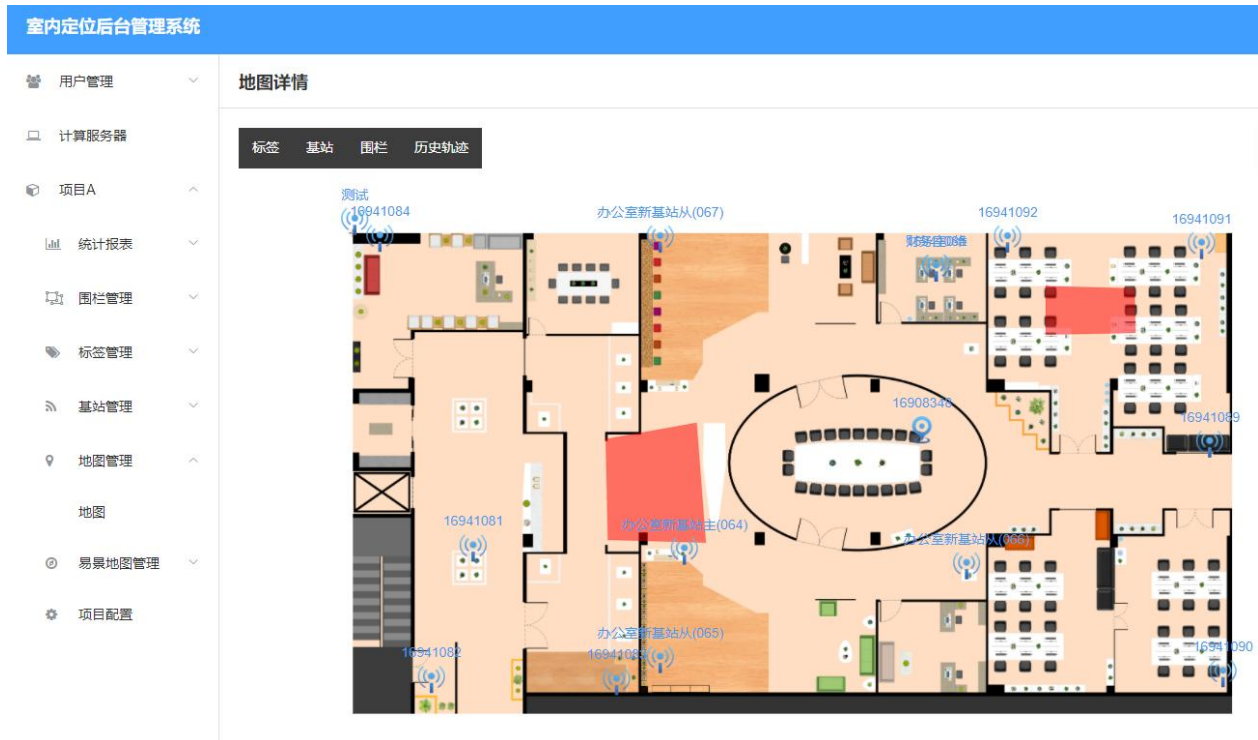 室内定位后台管理系统
用户管理
地图详情
计算服务器
标签 基站 围栏 历史轨迹
项目A
统计报表
围栏管理
标签管理
基站管理
地图管理
地图
易景地图管理
项目配置
测试
16941084
办公室新基站从(067)
16941092
16941091
16908348
16941089
16941081
办公室新基站主(064)
办公室新基站从(066)
办公室新基站从(065)
16941082
16941083
16941090